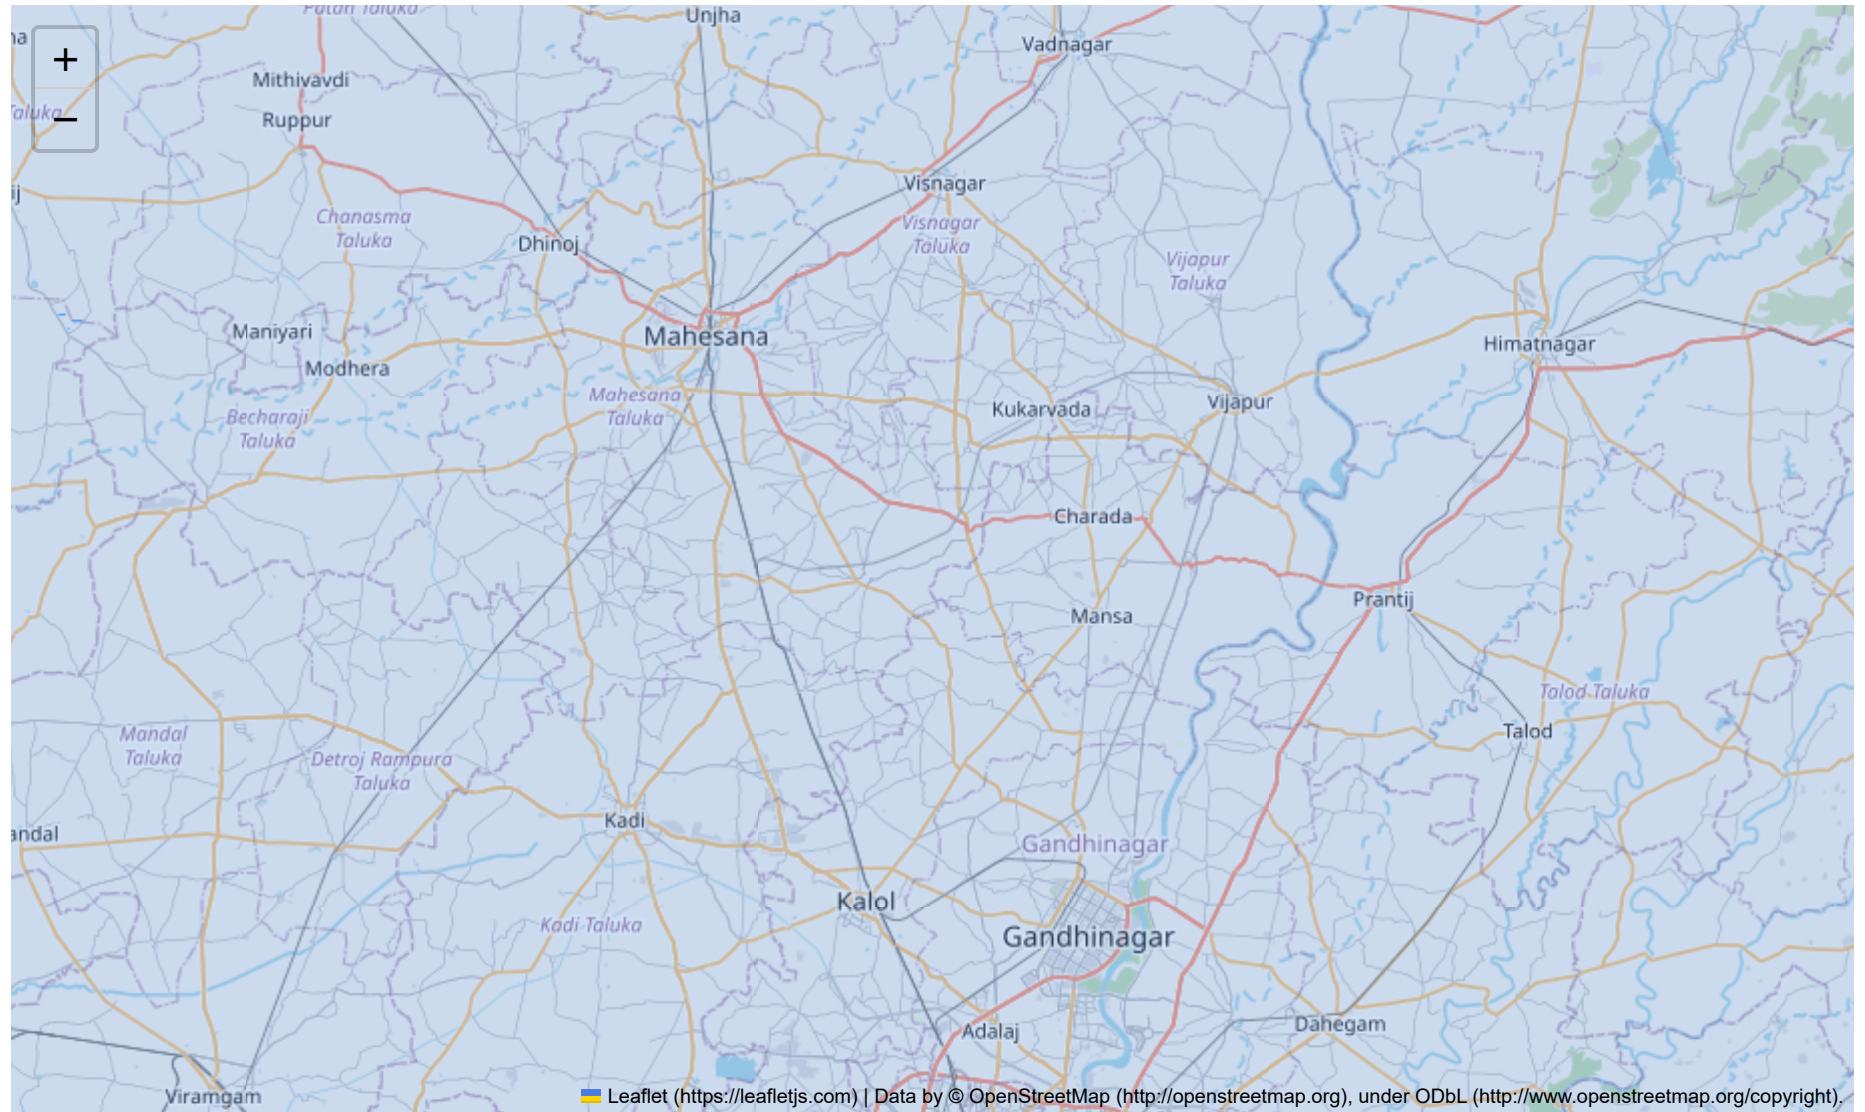 Patan Taluka
Unjha
+
Vadnagar
Mithivavdi
Taluka
−
Ruppur
Visnagar
Chanasma
Taluka
Visnagar
Taluka
Dhinoj
Vijapur
Taluka
Maniyari
Mahesana
Himatnagar
Modhera
Mahesana
Taluka
Kukarvada
Vijapur
Becharaji
Taluka
Charada
Prantij
Mansa
Talod Taluka
Mandal
Taluka
Talod
Detroj Rampura
Taluka
Kadi
andal
Gandhinagar
Kalol
Kadi Taluka
Gandhinagar
Adalaj
Dahegam
Viramgam
Leaflet (https://leafletjs.com) | Data by © OpenStreetMap (http://openstreetmap.org), under ODbL (http://www.openstreetmap.org/copyright).